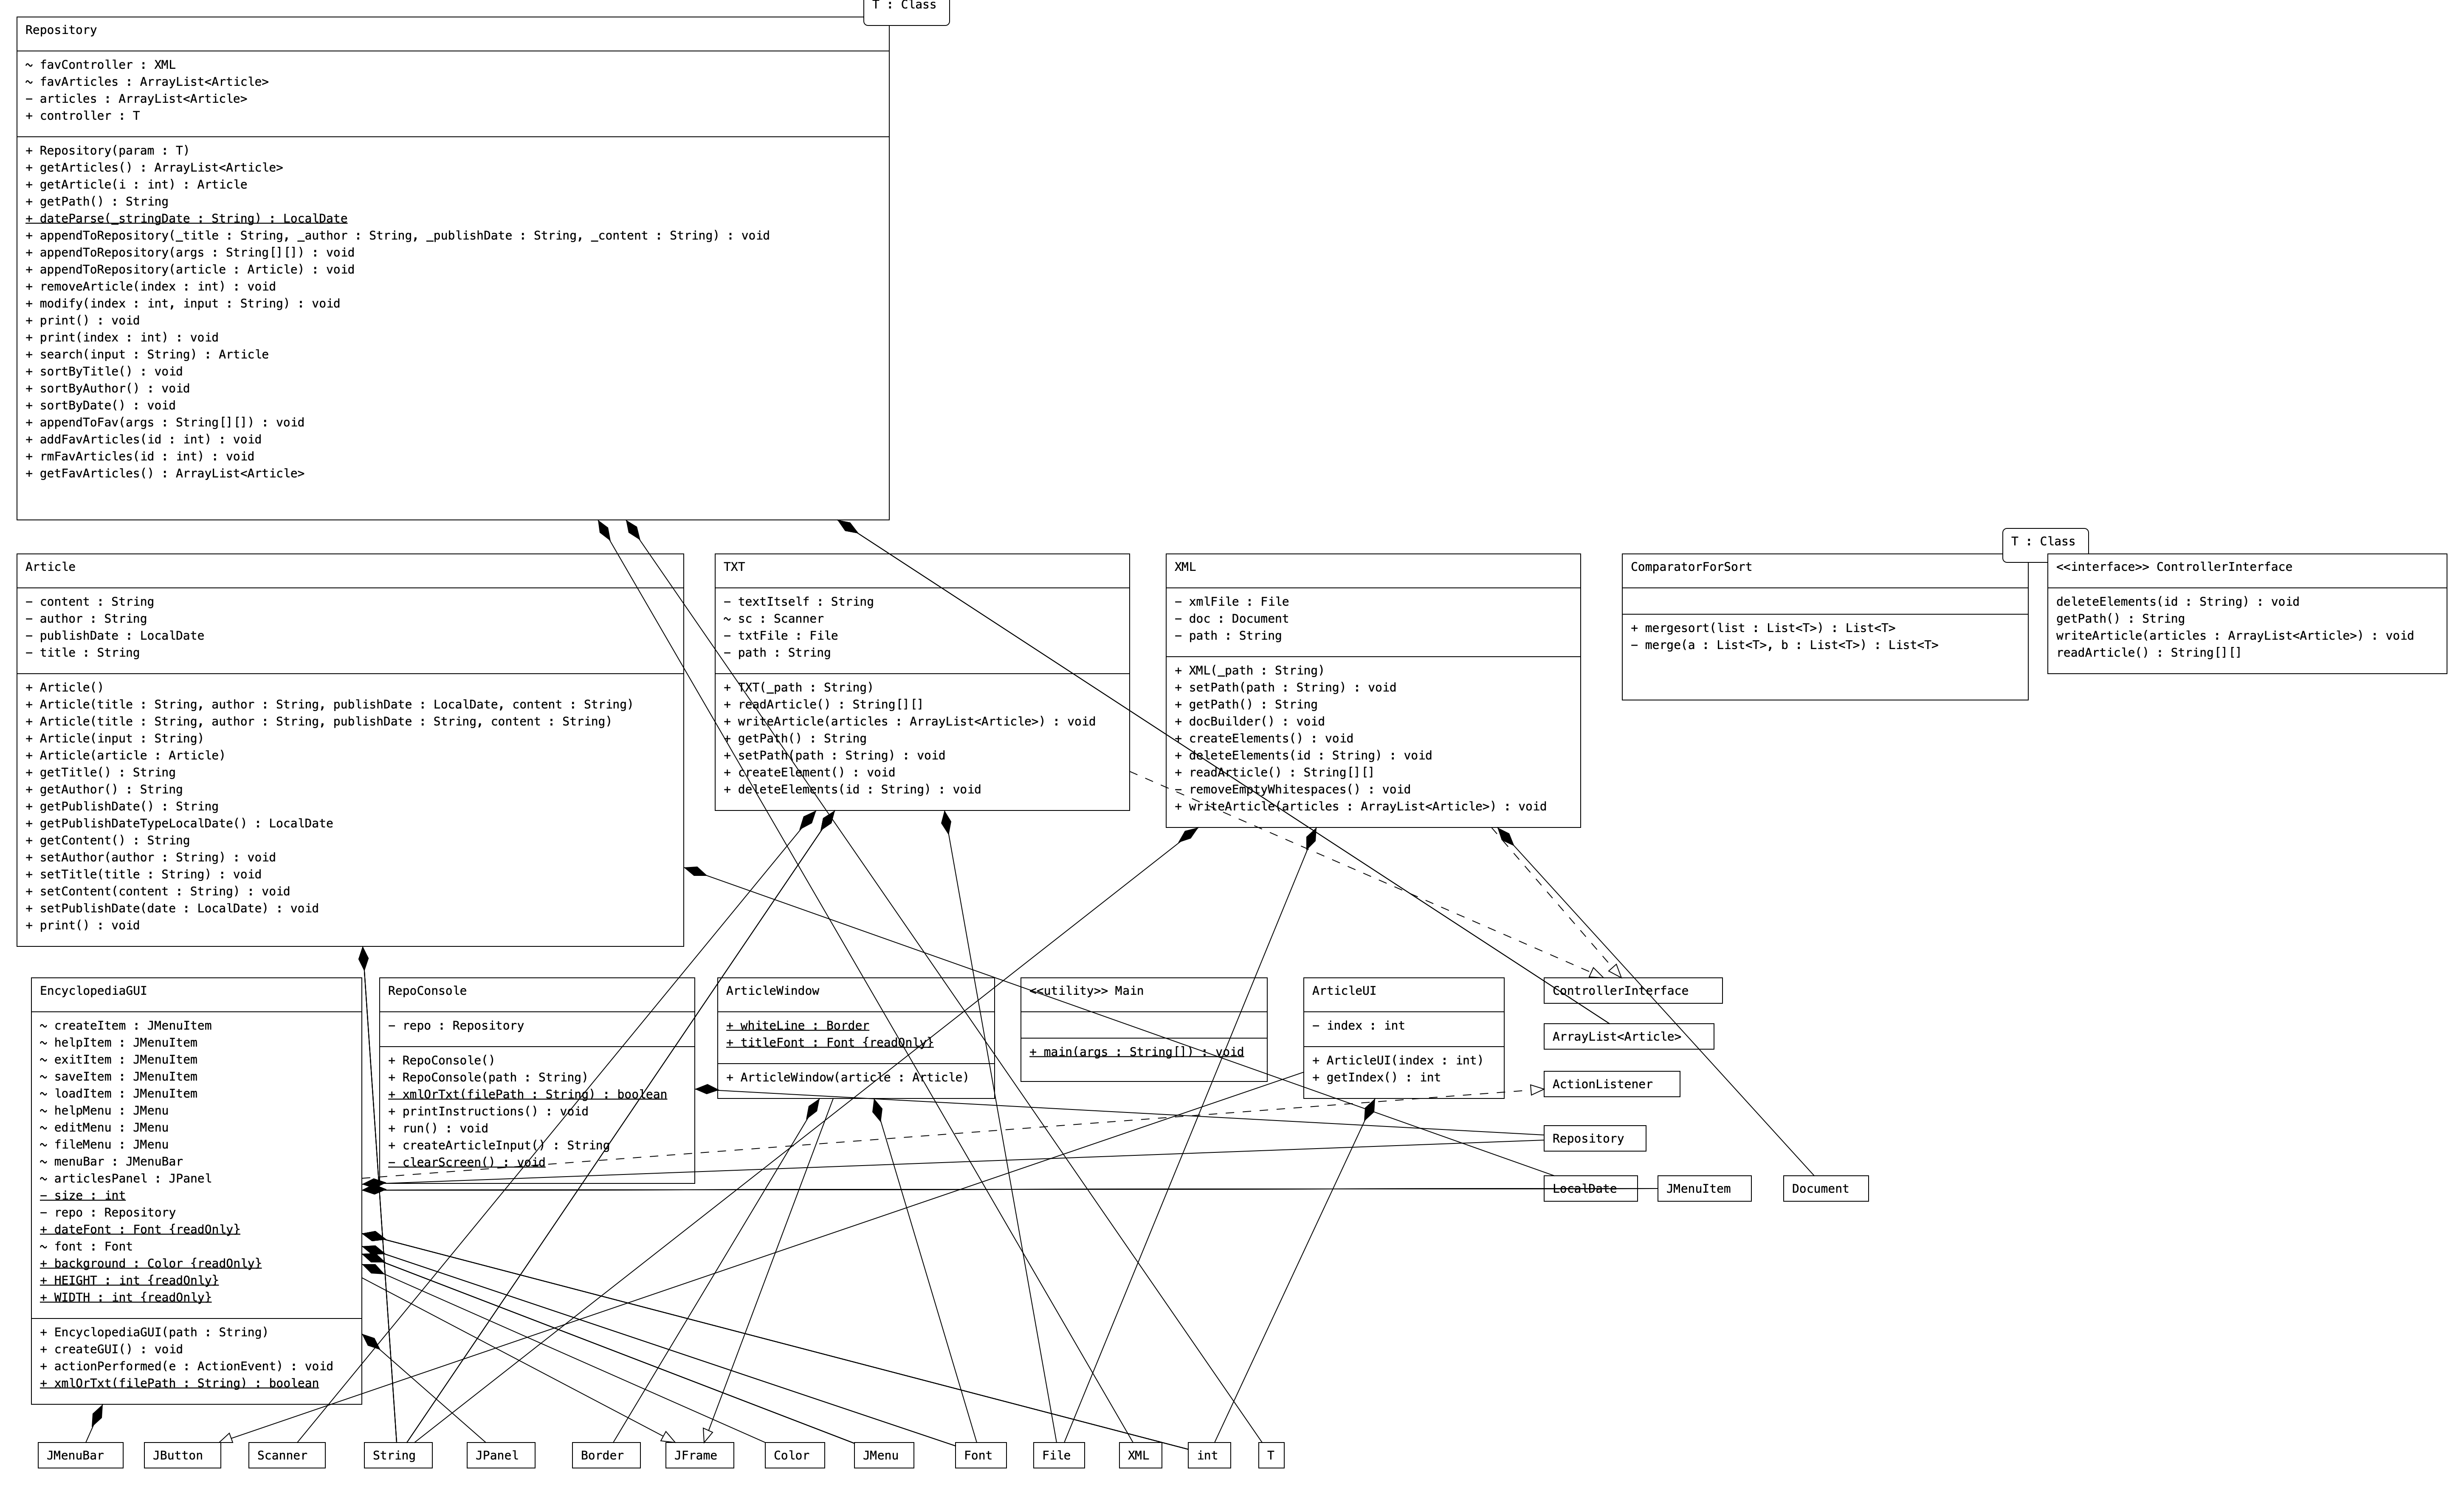 T : Class
Repository
~ favController : XML
~ favArticles : ArrayList<Article>
− articles : ArrayList<Article>
+ controller : T
+ Repository(param : T)
+ getArticles() : ArrayList<Article>
+ getArticle(i : int) : Article
+ getPath() : String
+ dateParse(_stringDate : String) : LocalDate
+ appendToRepository(_title : String, _author : String, _publishDate : String, _content : String) : void
+ appendToRepository(args : String[][]) : void
+ appendToRepository(article : Article) : void
+ removeArticle(index : int) : void
+ modify(index : int, input : String) : void
+ print() : void
+ print(index : int) : void
+ search(input : String) : Article
+ sortByTitle() : void
+ sortByAuthor() : void
+ sortByDate() : void
+ appendToFav(args : String[][]) : void
+ addFavArticles(id : int) : void
+ rmFavArticles(id : int) : void
+ getFavArticles() : ArrayList<Article>
Article
− content : String
− author : String
− publishDate : LocalDate
− title : String
+ Article()
+ Article(title : String, author : String, publishDate : LocalDate, content : String)
+ Article(title : String, author : String, publishDate : String, content : String)
+ Article(input : String)
+ Article(article : Article)
+ getTitle() : String
+ getAuthor() : String
+ getPublishDate() : String
+ getPublishDateTypeLocalDate() : LocalDate
+ getContent() : String
+ setAuthor(author : String) : void
+ setTitle(title : String) : void
+ setContent(content : String) : void
+ setPublishDate(date : LocalDate) : void
+ print() : void
TXT
− textItself : String
~ sc : Scanner
− txtFile : File
− path : String
+ TXT(_path : String)
+ readArticle() : String[][]
+ writeArticle(articles : ArrayList<Article>) : void
+ getPath() : String
+ setPath(path : String) : void
+ createElement() : void
+ deleteElements(id : String) : void
XML
− xmlFile : File
− doc : Document
− path : String
+ XML(_path : String)
+ setPath(path : String) : void
+ getPath() : String
+ docBuilder() : void
+ createElements() : void
+ deleteElements(id : String) : void
+ readArticle() : String[][]
− removeEmptyWhitespaces() : void
+ writeArticle(articles : ArrayList<Article>) : void
T : Class
ComparatorForSort
+ mergesort(list : List<T>) : List<T>
− merge(a : List<T>, b : List<T>) : List<T>
<<interface>> ControllerInterface
deleteElements(id : String) : void
getPath() : String
writeArticle(articles : ArrayList<Article>) : void
readArticle() : String[][]
EncyclopediaGUI
~ createItem : JMenuItem
~ helpItem : JMenuItem
~ exitItem : JMenuItem
~ saveItem : JMenuItem
~ loadItem : JMenuItem
~ helpMenu : JMenu
~ editMenu : JMenu
~ fileMenu : JMenu
~ menuBar : JMenuBar
~ articlesPanel : JPanel
− size : int
− repo : Repository
+ dateFont : Font {readOnly}
~ font : Font
+ background : Color {readOnly}
+ HEIGHT : int {readOnly}
+ WIDTH : int {readOnly}
+ EncyclopediaGUI(path : String)
+ createGUI() : void
+ actionPerformed(e : ActionEvent) : void
+ xmlOrTxt(filePath : String) : boolean
RepoConsole
− repo : Repository
+ RepoConsole()
+ RepoConsole(path : String)
+ xmlOrTxt(filePath : String) : boolean
+ printInstructions() : void
+ run() : void
+ createArticleInput() : String
− clearScreen() : void
ArticleWindow
+ whiteLine : Border
+ titleFont : Font {readOnly}
+ ArticleWindow(article : Article)
<<utility>> Main
+ main(args : String[]) : void
ArticleUI
− index : int
+ ArticleUI(index : int)
+ getIndex() : int
ControllerInterface
ArrayList<Article>
ActionListener
Repository
LocalDate
JMenuItem
Document
JMenuBar
JButton
Scanner
String
JPanel
Border
JFrame
Color
JMenu
Font
File
XML
int
T